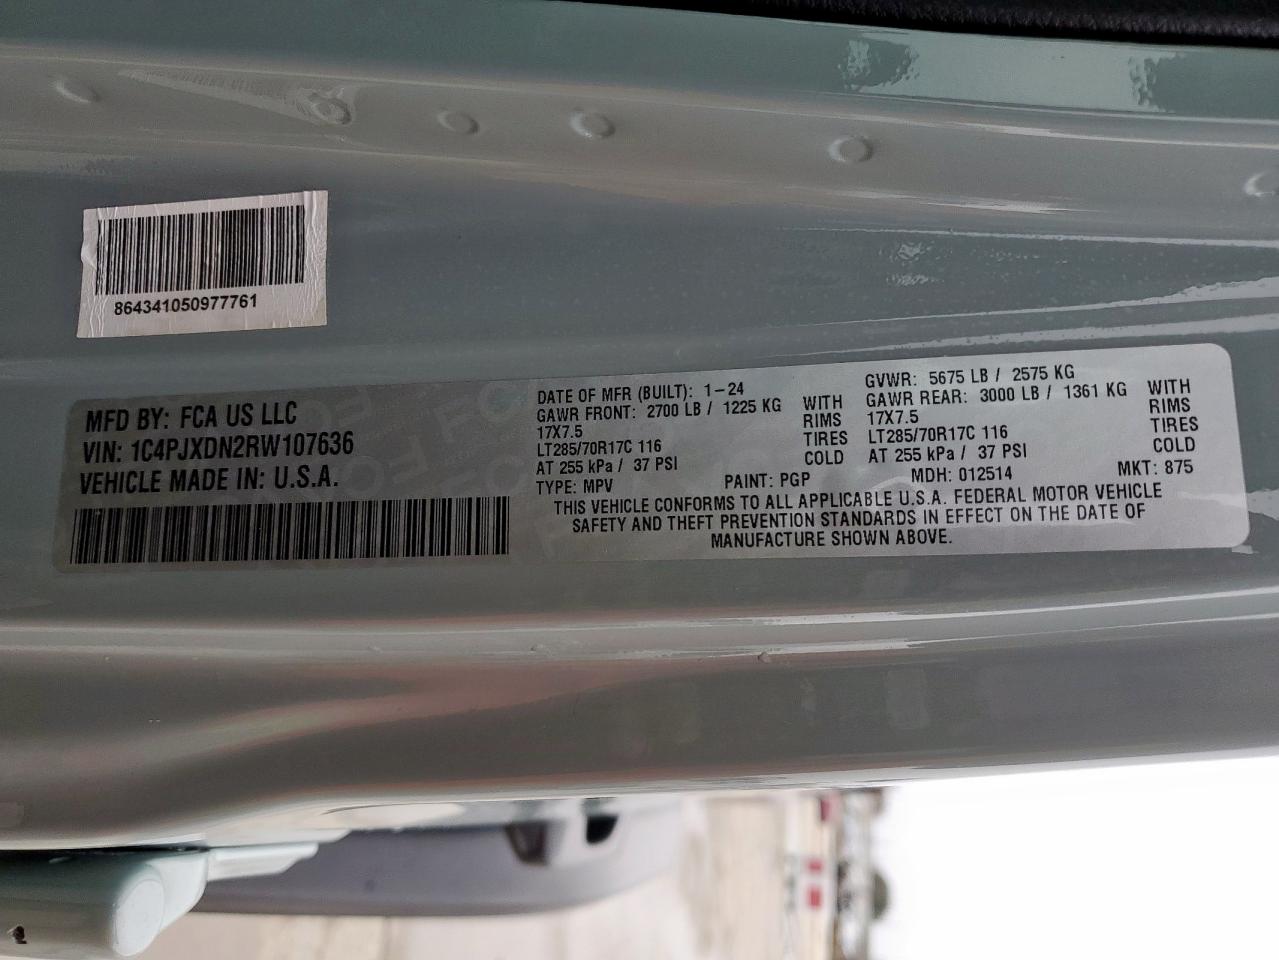 864341050977761
MFD BY: FCA US LLC
VIN: 1C4PJXDN2RW107636
VEHICLE MADE IN: U.S.A.
DATE OF MFR (BUILT): 1-24
GAWR FRONT: 2700 LB / 1225 KG WITH
17X7.5 RIMS
LT285/70R17C 116 TIRES
AT 255 kPa / 37 PSI COLD
GVWR: 5675 LB / 2575 KG
GAWR REAR: 3000 LB / 1361 KG WITH
17X7.5 RIMS
LT285/70R17C 116 TIRES
AT 255 kPa / 37 PSI COLD
TYPE: MPV PAINT: PGP MDH: 012514 MKT: 875
THIS VEHICLE CONFORMS TO ALL APPLICABLE U.S.A. FEDERAL MOTOR VEHICLE
SAFETY AND THEFT PREVENTION STANDARDS IN EFFECT ON THE DATE OF
MANUFACTURE SHOWN ABOVE.